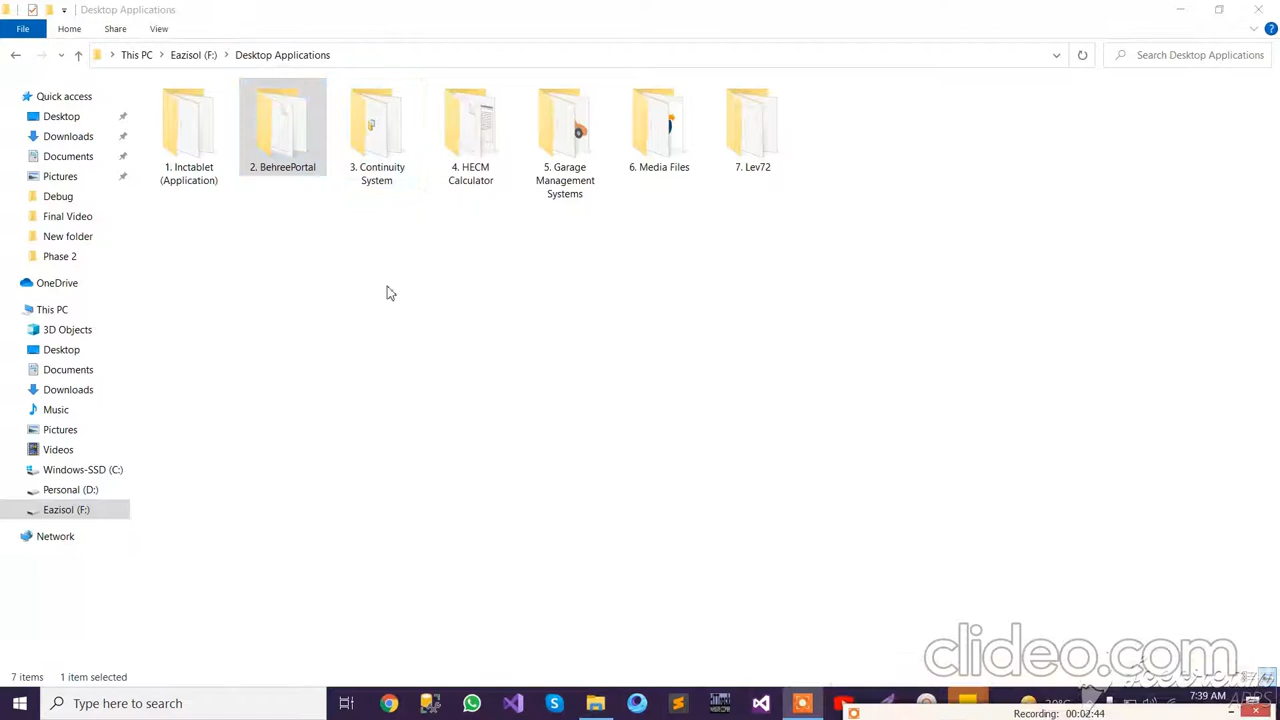 Desktop Applications
File Home Share View
This PC Eazisol (F:) Desktop Applications
Search Desktop Applications
Quick access
Desktop
Downloads
Documents
Pictures
Debug
Final Video
New folder
Phase 2
OneDrive
This PC
3D Objects
Desktop
Documents
Downloads
Music
Pictures
Videos
Windows-SSD (C:)
Personal (D:)
Eazisol (F:)
Network
1. Inctablet
(Application)
2. BehreePortal
3. Continuity
System
4. HECM
Calculator
5. Garage
Management
Systems
6. Media Files
7. Lev72
clideo.com
7 items 1 item selected
Type here to search
7:39 AM
APPS
Recording: 00:02:44